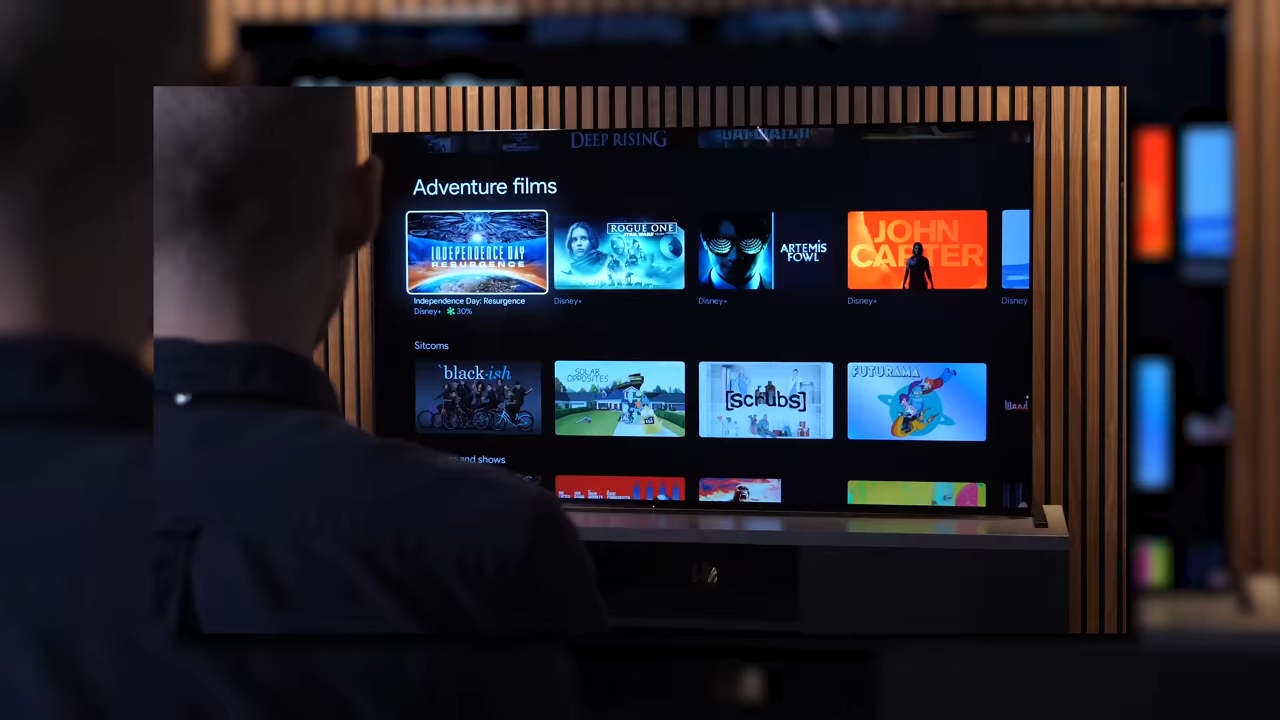 DEEP RISING
Adventure films
INDEPENDENCE DAY
RESURGENCE
ROGUE ONE
STAR WARS
ARTEMIS
FOWL
JOHN
CARTER
Independence Day: Resurgence
Disney+ 30%
Disney+
Disney+
Disney+
Disney
Sitcoms
black-ish
SOLAR
OPPOSITES
[scrubs]
FUTURAMA
and shows